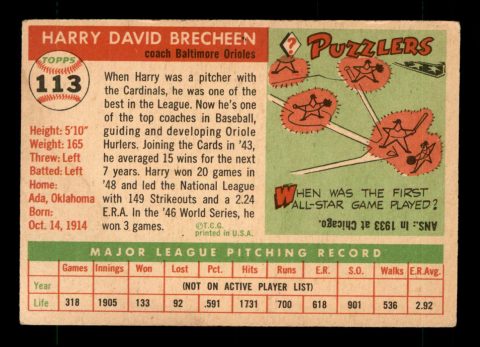 HARRY DAVID BRECHEEN
coach Baltimore Orioles
TOPPS
113
Height: 5'10"
Weight: 165
Threw: Left
Batted: Left
Home:
Ada, Oklahoma
Born:
Oct. 14, 1914
When Harry was a pitcher with
the Cardinals, he was one of the
best in the League. Now he's one
of the top coaches in Baseball,
guiding and developing Oriole
Hurlers. Joining the Cards in '43,
he averaged 15 wins for the next
7 years. Harry won 20 games in
'48 and led the National League
with 149 Strikeouts and a 2.24
E.R.A. In the '46 World Series, he
won 3 games.
©T.C.G.
printed in U.S.A.
?
PUZZLERS
WHEN WAS THE FIRST
ALL-STAR GAME PLAYED?
ANS.: In 1933 at Chicago.
MAJOR LEAGUE PITCHING RECORD
Games Innings Won Lost Pct. Hits Runs E.R. S.O. Walks E.R.Avg.
Year (NOT ON ACTIVE PLAYER LIST)
Life 318 1905 133 92 .591 1731 700 618 901 536 2.92